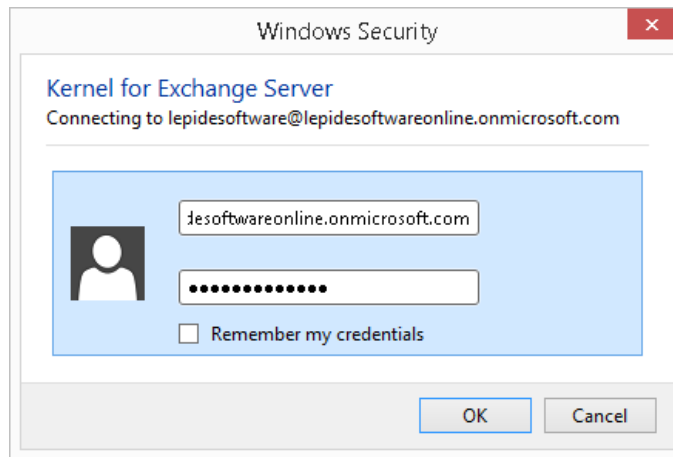 Windows Security
Kernel for Exchange Server
Connecting to lepidesoftware@lepidesoftwareonline.onmicrosoft.com
desoftwareonline.onmicrosoft.com
●●●●●●●●●●●●●
Remember my credentials
OK Cancel